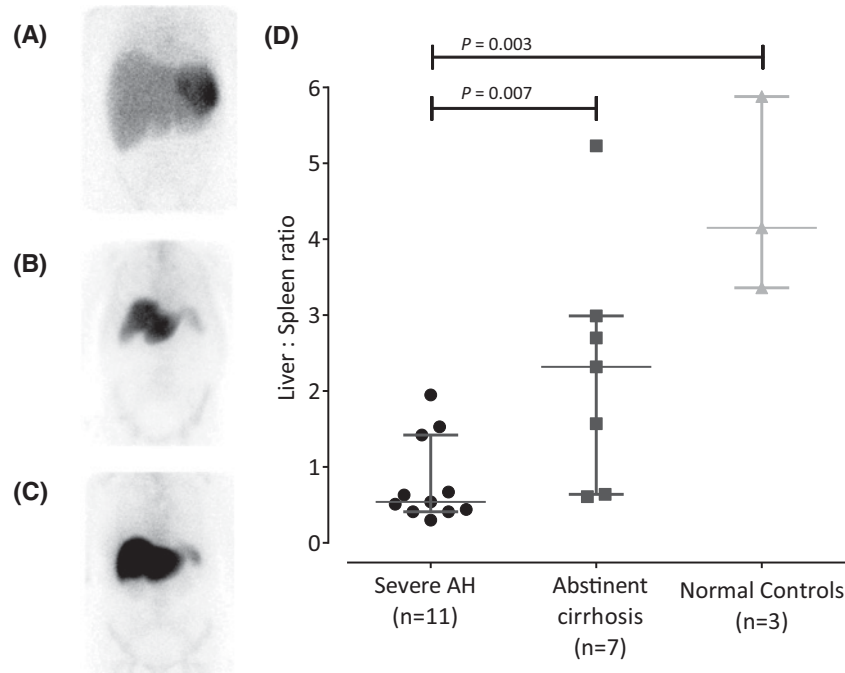 (A)
(B)
(C)
(D)
P = 0.003
P = 0.007
Liver : Spleen ratio
6
5
4
3
2
1
0
Severe AH
(n=11)
Abstinent
cirrhosis
(n=7)
Normal Controls
(n=3)